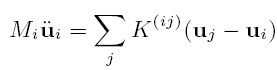 $M_i \ddot{\mathbf{u}}_i = \sum_j K^{(ij)} (\mathbf{u}_j - \mathbf{u}_i)$